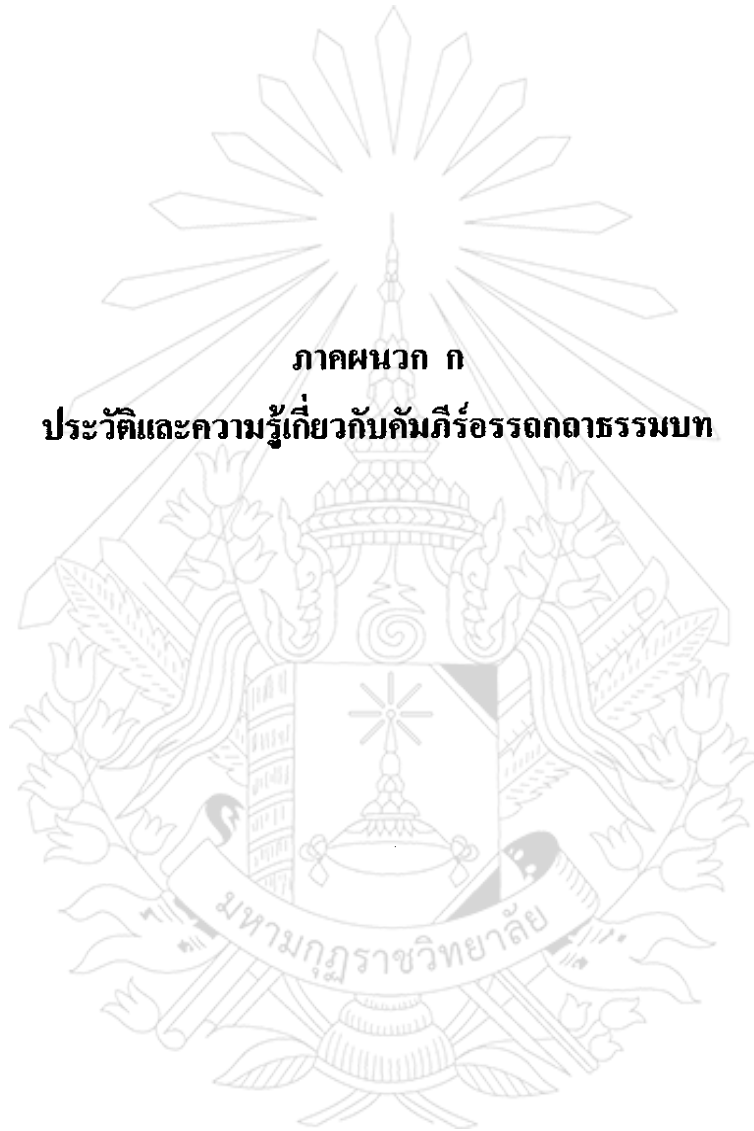 ภาคผนวก ก
ประวัติและความรู้เกี่ยวกับคัมภีร์อรรถกถาธรรมบท
มหามกุฏราชวิทยาลัย